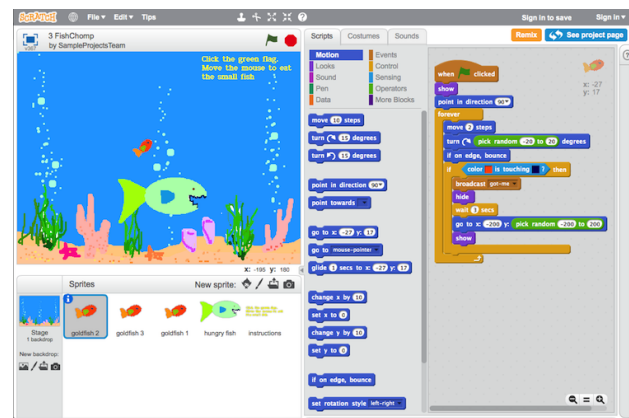 SCRATCH File▼ Edit▼ Tips Sign in to save Sign in▼
3 FishChomp
by SampleProjectsTeam
Click the green flag.
Move the mouse to eat
the small fish
x: -195 y: 180
Sprites New sprite:
Stage
1 backdrop
New backdrop:
goldfish 2 goldfish 3 goldfish 1 hungry fish instructions
Scripts Costumes Sounds
Remix See project page
Motion Events
Looks Control
Sound Sensing
Pen Operators
Data More Blocks
move 10 steps
turn 15 degrees
turn 15 degrees
point in direction 90▼
point towards
go to x: -27 y: 17
go to mouse-pointer
glide 1 secs to x: -27 y: 17
change x by 10
set x to 0
change y by 10
set y to 0
if on edge, bounce
set rotation style left-right
when clicked
show
point in direction 90▼
forever
move 2 steps
turn pick random -20 to 20 degrees
if on edge, bounce
if color is touching ? then
broadcast got-me
hide
wait 1 secs
go to x: -200 y: pick random -200 to 200
show
x: -27
y: 17
?